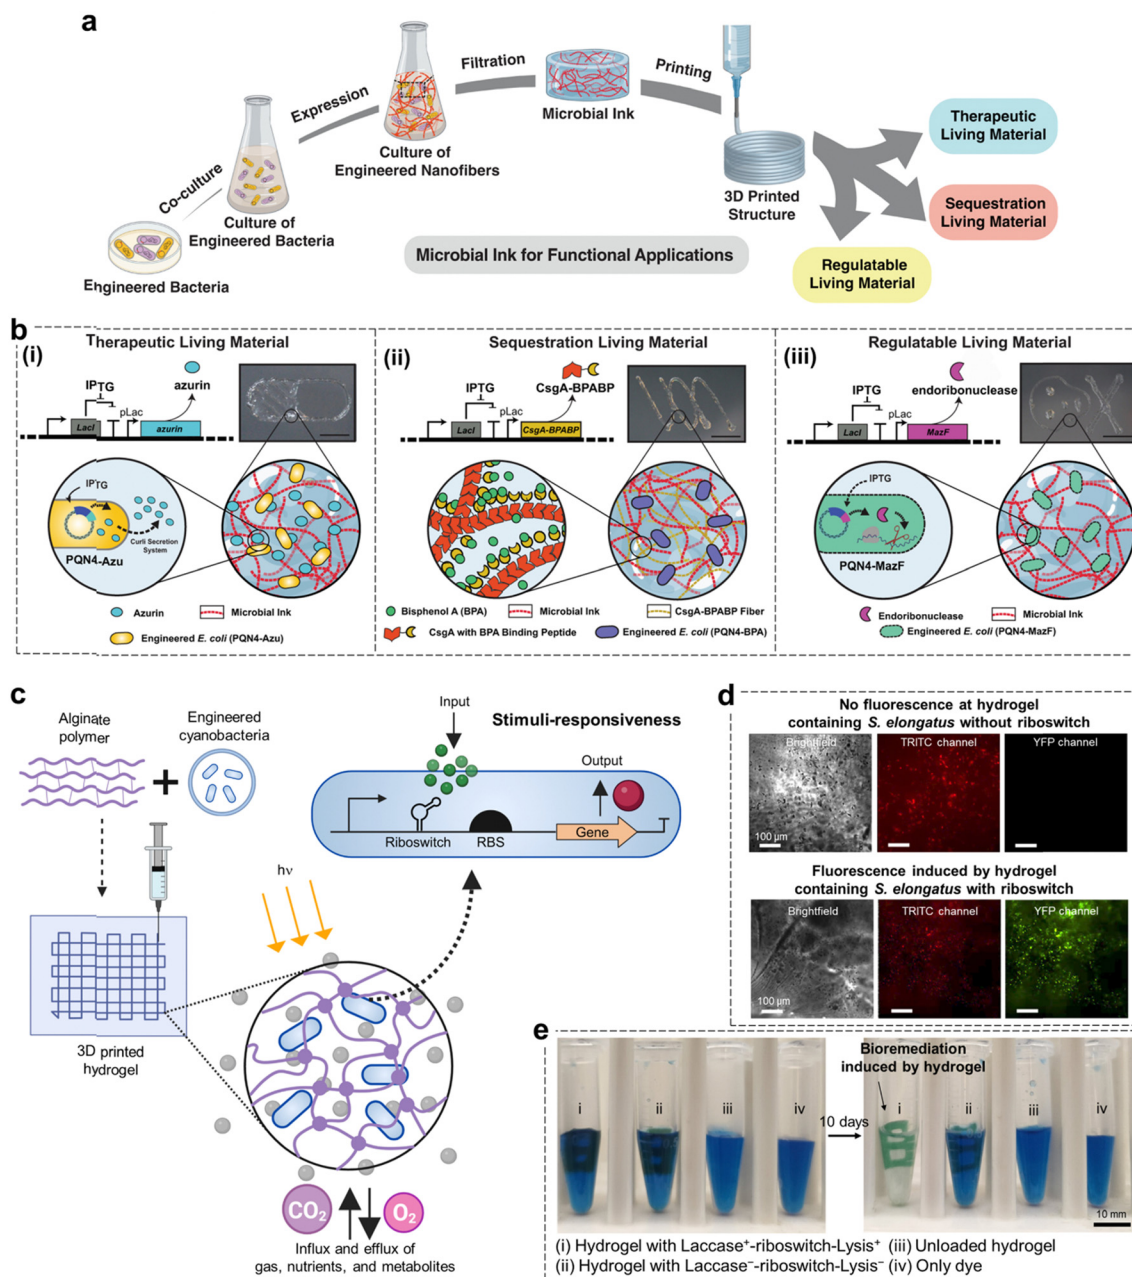 a
Co-culture
Expression
Filtration
Printing
Engineered Bacteria
Culture of
Engineered Bacteria
Culture of
Engineered Nanofibers
Microbial Ink
3D Printed
Structure
Therapeutic
Living Material
Sequestration
Living Material
Regulatable
Living Material
Microbial Ink for Functional Applications
b
(i)
Therapeutic Living Material
IPTG
azurin
pLac
LacI
azurin
IPTG
Curli Secretion
System
PQN4-Azu
Azurin
Microbial Ink
Engineered E. coli (PQN4-Azu)
(ii)
Sequestration Living Material
IPTG
CsgA-BPABP
pLac
LacI
CsgA-BPABP
Bisphenol A (BPA)
Microbial Ink
CsgA-BPABP Fiber
CsgA with BPA Binding Peptide
Engineered E. coli (PQN4-BPA)
(iii)
Regulatable Living Material
IPTG
endoribonuclease
pLac
LacI
MazF
IPTG
PQN4-MazF
Endoribonuclease
Microbial Ink
Engineered E. coli (PQN4-MazF)
c
Alginate
polymer
Engineered
cyanobacteria
+
3D printed
hydrogel
Input
Stimuli-responsiveness
Output
Riboswitch
RBS
Gene
hν
CO2
O2
Influx and efflux of
gas, nutrients, and metabolites
d
No fluorescence at hydrogel
containing S. elongatus without riboswitch
Brightfield
TRITC channel
YFP channel
100 µm
Fluorescence induced by hydrogel
containing S. elongatus with riboswitch
Brightfield
TRITC channel
YFP channel
100 µm
e
i
ii
iii
iv
10 days
Bioremediation
induced by hydrogel
i
ii
iii
iv
10 mm
(i) Hydrogel with Laccase⁺-riboswitch-Lysis⁺ (iii) Unloaded hydrogel
(ii) Hydrogel with Laccase⁻-riboswitch-Lysis⁻ (iv) Only dye